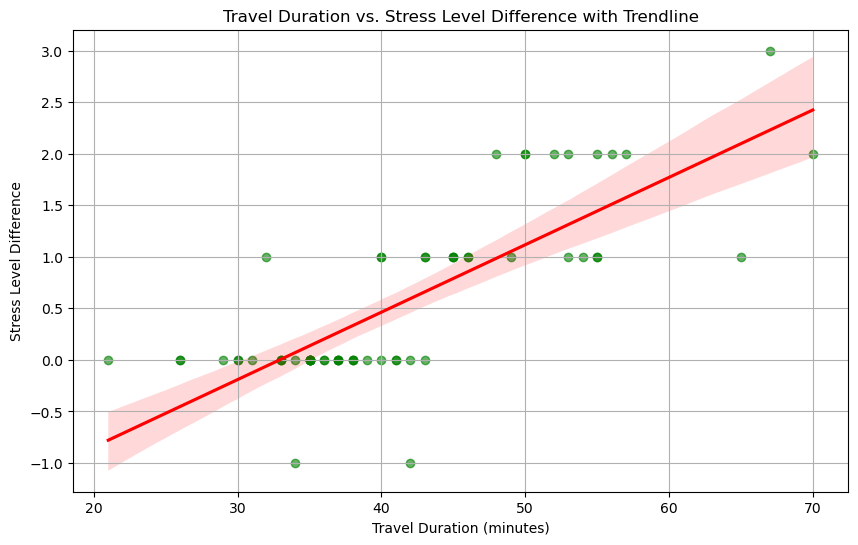 Travel Duration vs. Stress Level Difference with Trendline
3.0
2.5
2.0
1.5
1.0
0.5
0.0
−0.5
−1.0
Stress Level Difference
20 30 40 50 60 70
Travel Duration (minutes)